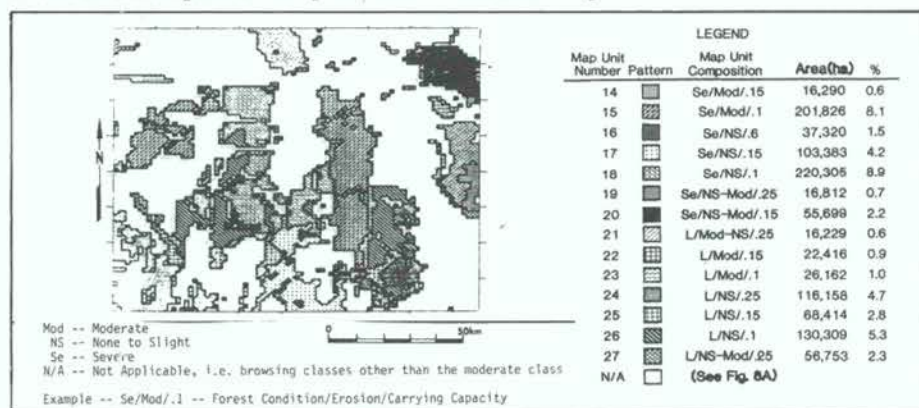 LEGEND
Map Unit Number Pattern Map Unit Composition Area(ha) %
14 Se/Mod/.15 16,290 0.6
15 Se/Mod/.1 201,826 8.1
16 Se/NS/.6 37,320 1.5
17 Se/NS/.15 103,383 4.2
18 Se/NS/.1 220,305 8.9
19 Se/NS-Mod/.25 16,812 0.7
20 Se/NS-Mod/.15 55,699 2.2
21 L/Mod-NS/.25 16,229 0.6
22 L/Mod/.15 22,416 0.9
23 L/Mod/.1 26,162 1.0
24 L/NS/.25 116,158 4.7
25 L/NS/.15 68,414 2.8
26 L/NS/.1 130,309 5.3
27 L/NS-Mod/.25 56,753 2.3
N/A (See Fig. 8A)
N
0 50km
Mod -- Moderate
NS -- None to Slight
Se -- Severe
N/A -- Not Applicable, i.e. browsing classes other than the moderate class
Example -- Se/Mod/.1 -- Forest Condition/Erosion/Carrying Capacity